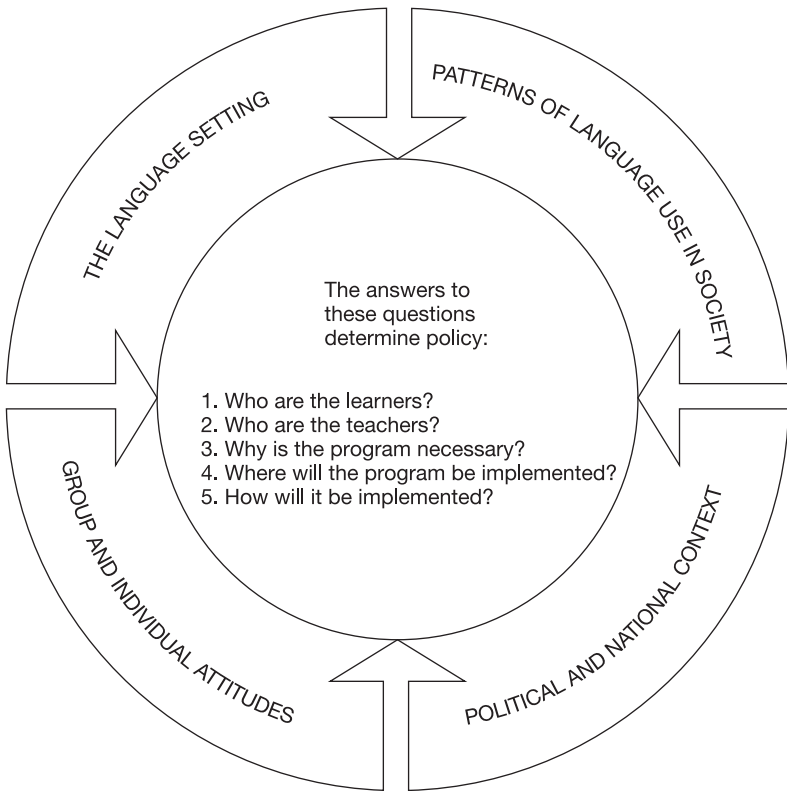 THE LANGUAGE SETTING
PATTERNS OF LANGUAGE USE IN SOCIETY
The answers to
these questions
determine policy:
1. Who are the learners?
2. Who are the teachers?
3. Why is the program necessary?
4. Where will the program be implemented?
5. How will it be implemented?
GROUP AND INDIVIDUAL ATTITUDES
POLITICAL AND NATIONAL CONTEXT